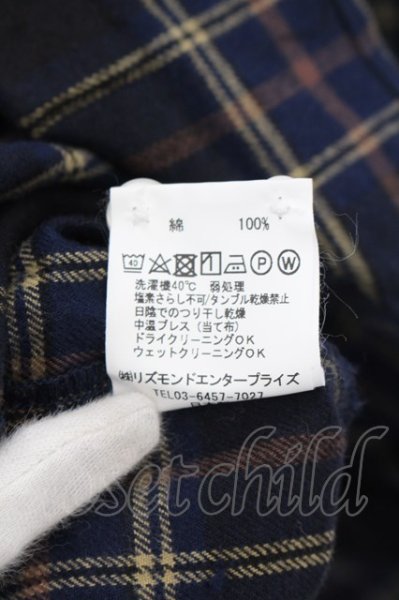 綿 100%
40
P W
洗濯機40℃ 弱処理
塩素さらし不可/タンブル乾燥禁止
日陰でのつり干し乾燥
中温プレス（当て布）
ドライクリーニングOK
ウェットクリーニングOK
㈱リズモンドエンタープライズ
TEL03-6457-7027
closet child